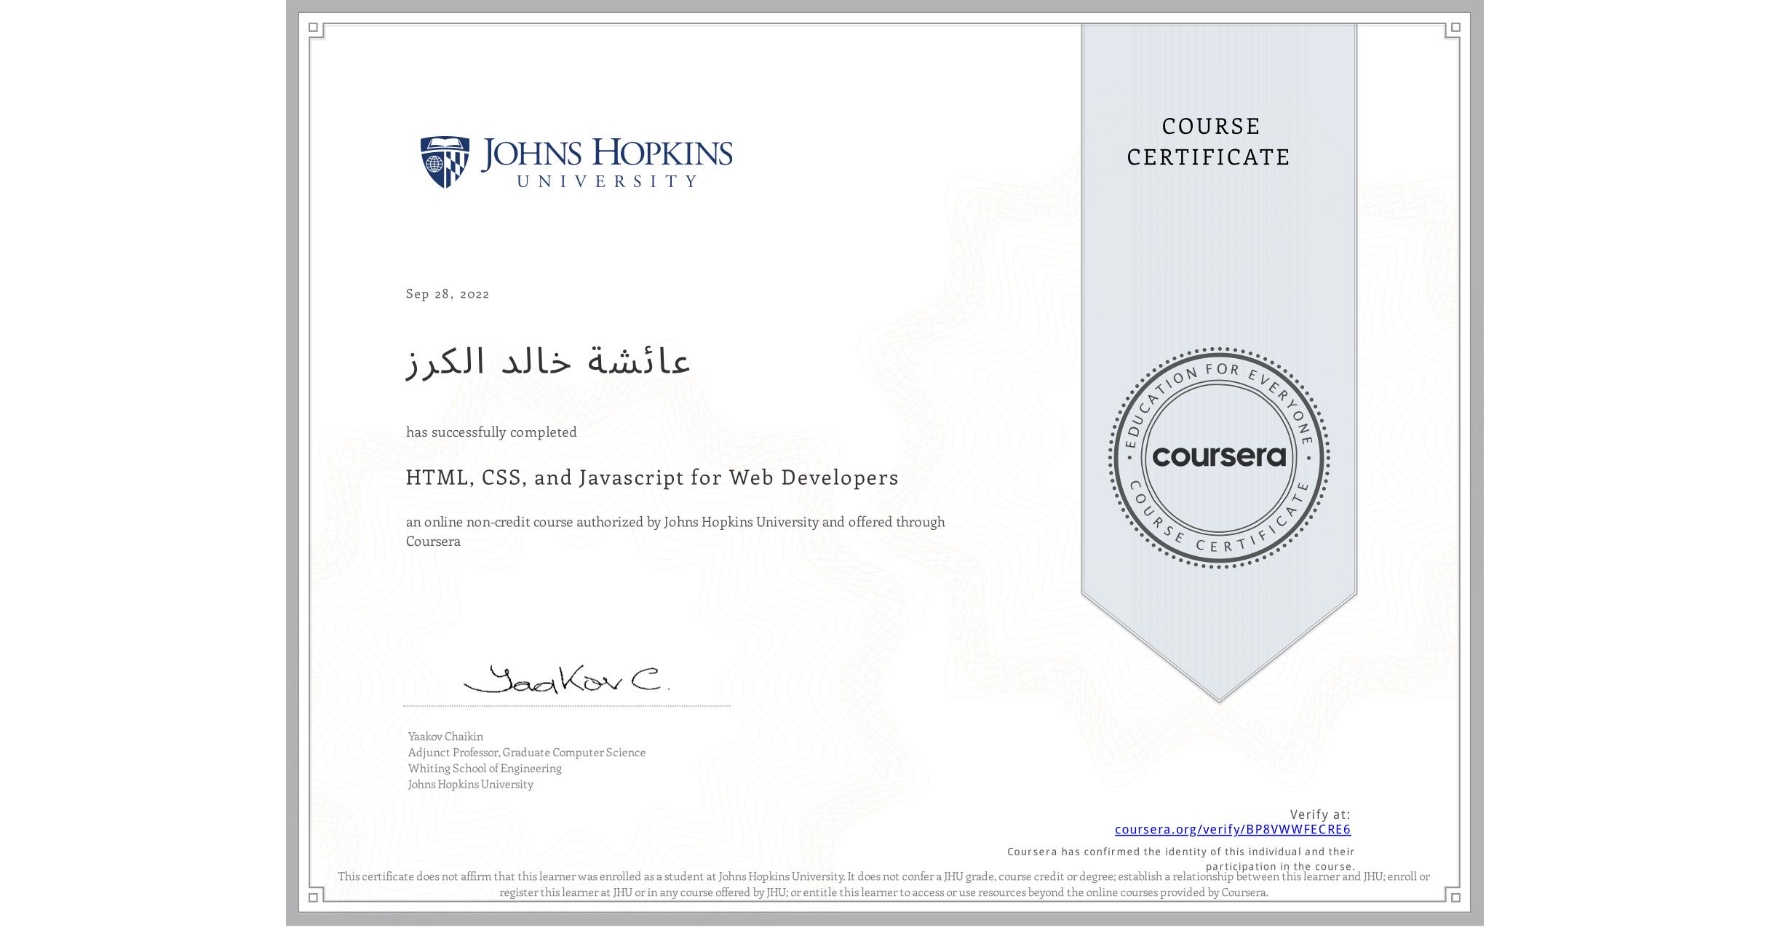 JOHNS HOPKINS
UNIVERSITY
COURSE
CERTIFICATE
Sep 28, 2022
عائشة خالد الكرز
has successfully completed
HTML, CSS, and Javascript for Web Developers
an online non-credit course authorized by Johns Hopkins University and offered through
Coursera
EDUCATION FOR EVERYONE
coursera
COURSE CERTIFICATE
Yaakov C.
Yaakov Chaikin
Adjunct Professor, Graduate Computer Science
Whiting School of Engineering
Johns Hopkins University
Verify at:
coursera.org/verify/BP8VWWFECRE6
Coursera has confirmed the identity of this individual and their
participation in the course.
This certificate does not affirm that this learner was enrolled as a student at Johns Hopkins University. It does not confer a JHU grade, course credit or degree; establish a relationship between this learner and JHU; enroll or
register this learner at JHU or in any course offered by JHU; or entitle this learner to access or use resources beyond the online courses provided by Coursera.